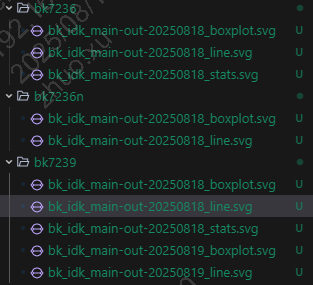 bk7236
bk_idk_main-out-20250818_boxplot.svg U
bk_idk_main-out-20250818_line.svg U
bk_idk_main-out-20250818_stats.svg U
bk7236n
bk_idk_main-out-20250818_boxplot.svg U
bk_idk_main-out-20250818_line.svg U
bk7239
bk_idk_main-out-20250818_boxplot.svg U
bk_idk_main-out-20250818_line.svg U
bk_idk_main-out-20250818_stats.svg U
bk_idk_main-out-20250819_boxplot.svg U
bk_idk_main-out-20250819_line.svg U